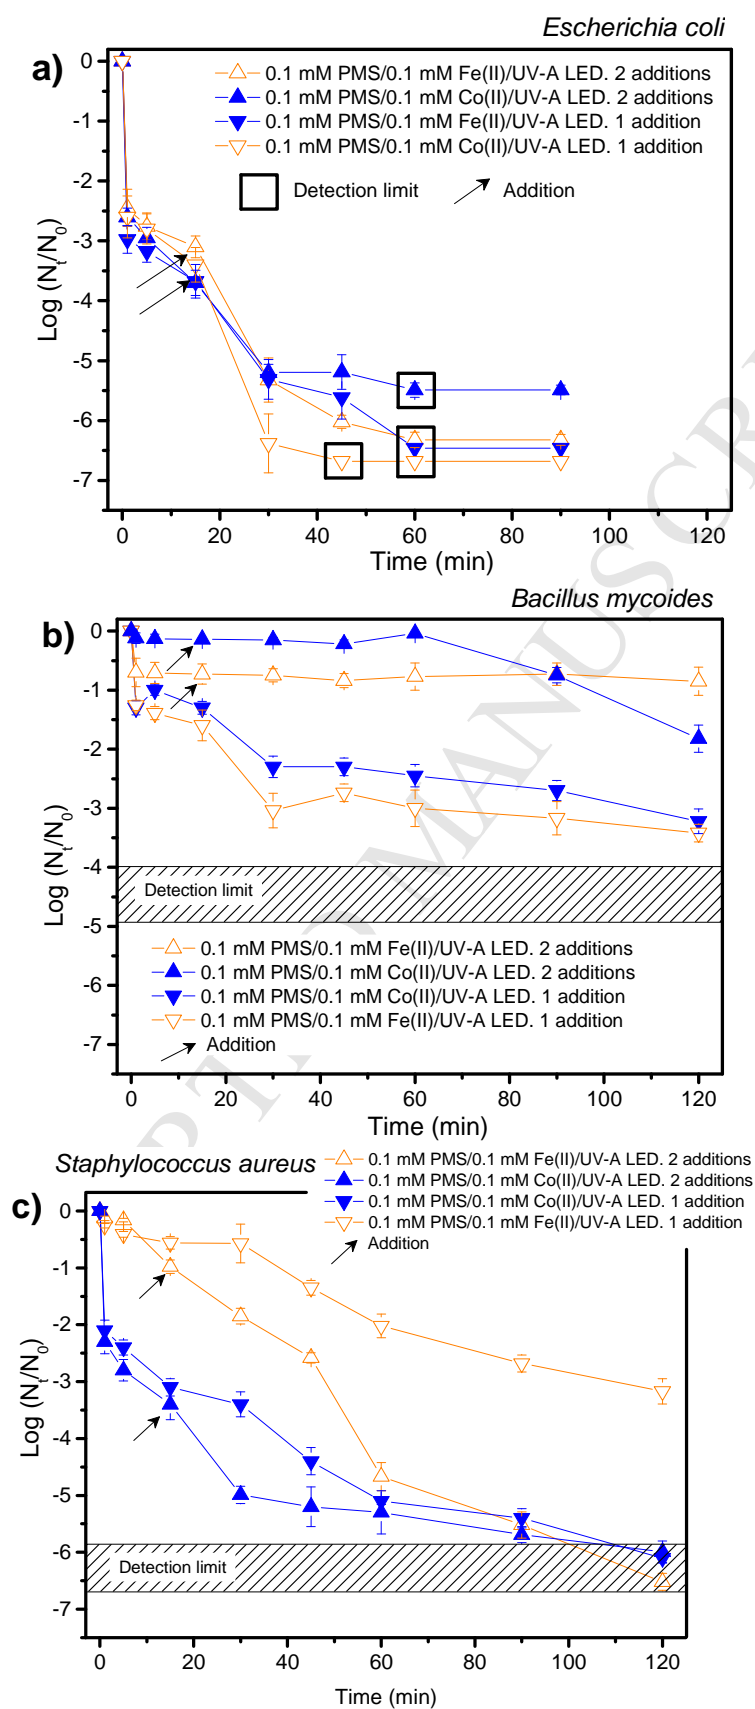 Escherichia coli
a)
0.1 mM PMS/0.1 mM Fe(II)/UV-A LED. 2 additions
0.1 mM PMS/0.1 mM Co(II)/UV-A LED. 2 additions
0.1 mM PMS/0.1 mM Fe(II)/UV-A LED. 1 addition
0.1 mM PMS/0.1 mM Co(II)/UV-A LED. 1 addition
Detection limit
Addition
0
-1
-2
-3
-4
-5
-6
-7
Log (Nt/N0)
0 20 40 60 80 100 120
Time (min)
Bacillus mycoides
b)
0
-1
-2
-3
-4
-5
-6
-7
Log (Nt/N0)
Detection limit
0.1 mM PMS/0.1 mM Fe(II)/UV-A LED. 2 additions
0.1 mM PMS/0.1 mM Co(II)/UV-A LED. 2 additions
0.1 mM PMS/0.1 mM Co(II)/UV-A LED. 1 addition
0.1 mM PMS/0.1 mM Fe(II)/UV-A LED. 1 addition
Addition
0 20 40 60 80 100 120
Time (min)
Staphylococcus aureus
c)
0.1 mM PMS/0.1 mM Fe(II)/UV-A LED. 2 additions
0.1 mM PMS/0.1 mM Co(II)/UV-A LED. 2 additions
0.1 mM PMS/0.1 mM Co(II)/UV-A LED. 1 addition
0.1 mM PMS/0.1 mM Fe(II)/UV-A LED. 1 addition
Addition
0
-1
-2
-3
-4
-5
-6
-7
Log (Nt/N0)
Detection limit
0 20 40 60 80 100 120
Time (min)